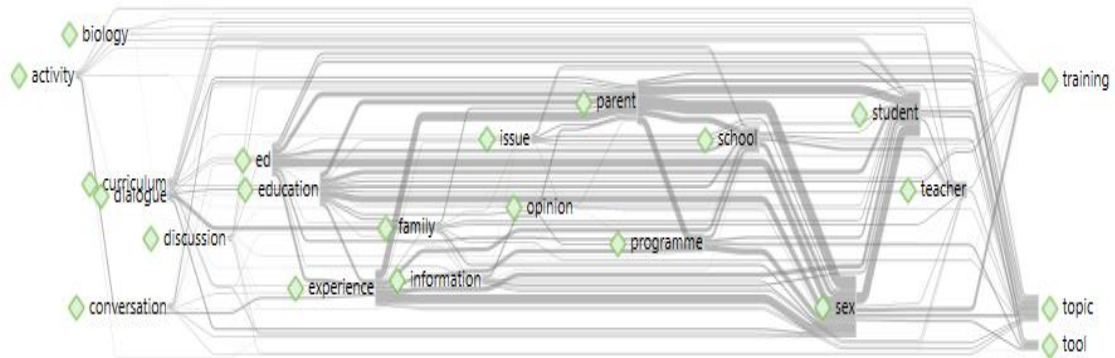 biology
activity
training
parent
student
issue
school
ed
curriculum
dialogue
education
teacher
opinion
family
discussion
programme
information
experience
conversation
sex
topic
tool